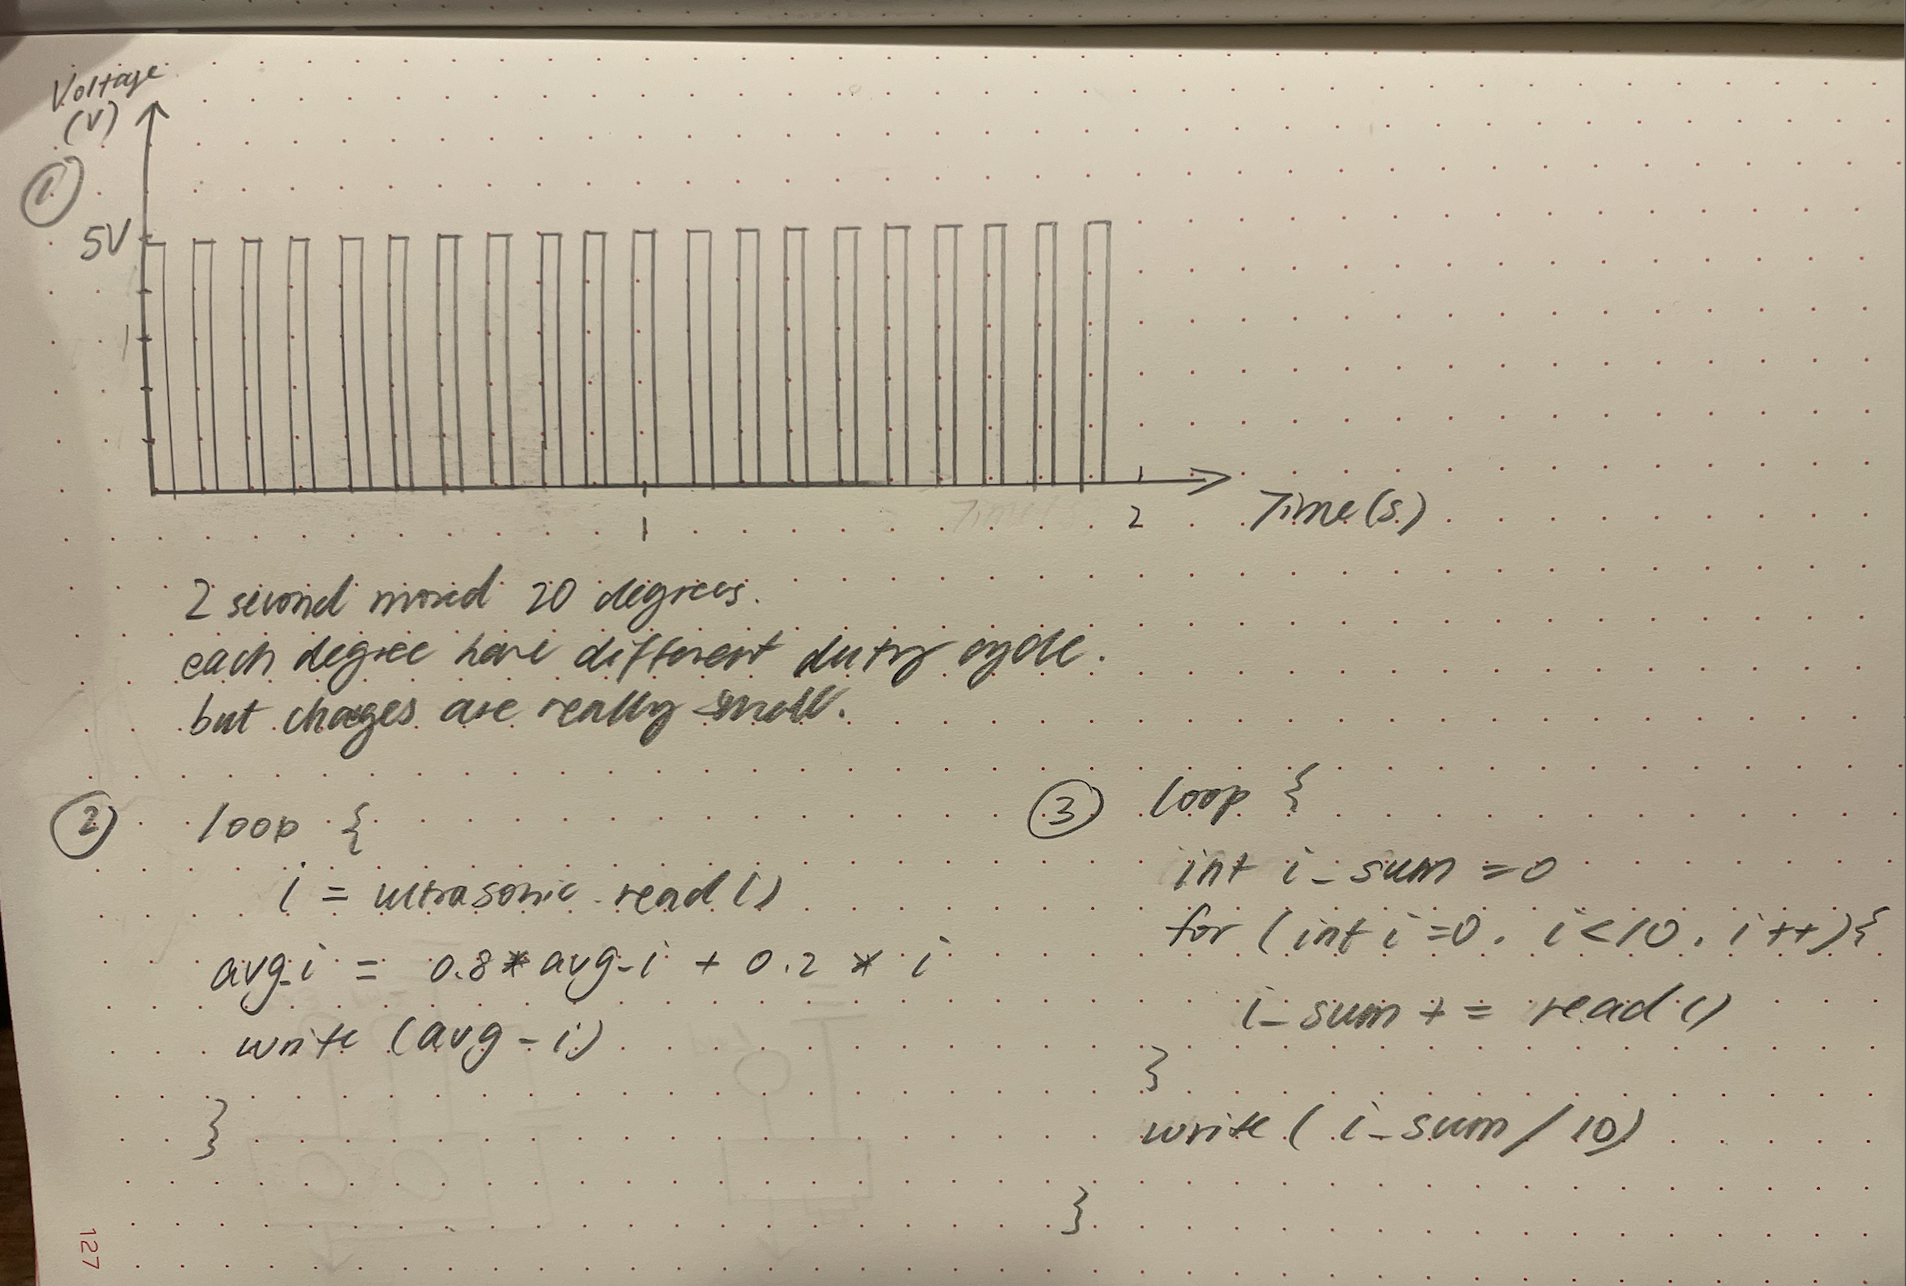 Voltage
(V)
1.
5V
1
1
2
Time(s)
2 second moved 20 degrees.
each degree have different duty cycle.
but chages are really small.
2
loop {
i = ultrasonic.read()
avg-i = 0.8*avg-i + 0.2 * i
write (avg-i)
}
3
loop {
int i_sum = 0
for (int i=0, i<10, i++){
i_sum += read()
}
write ( i_sum / 10)
}
127